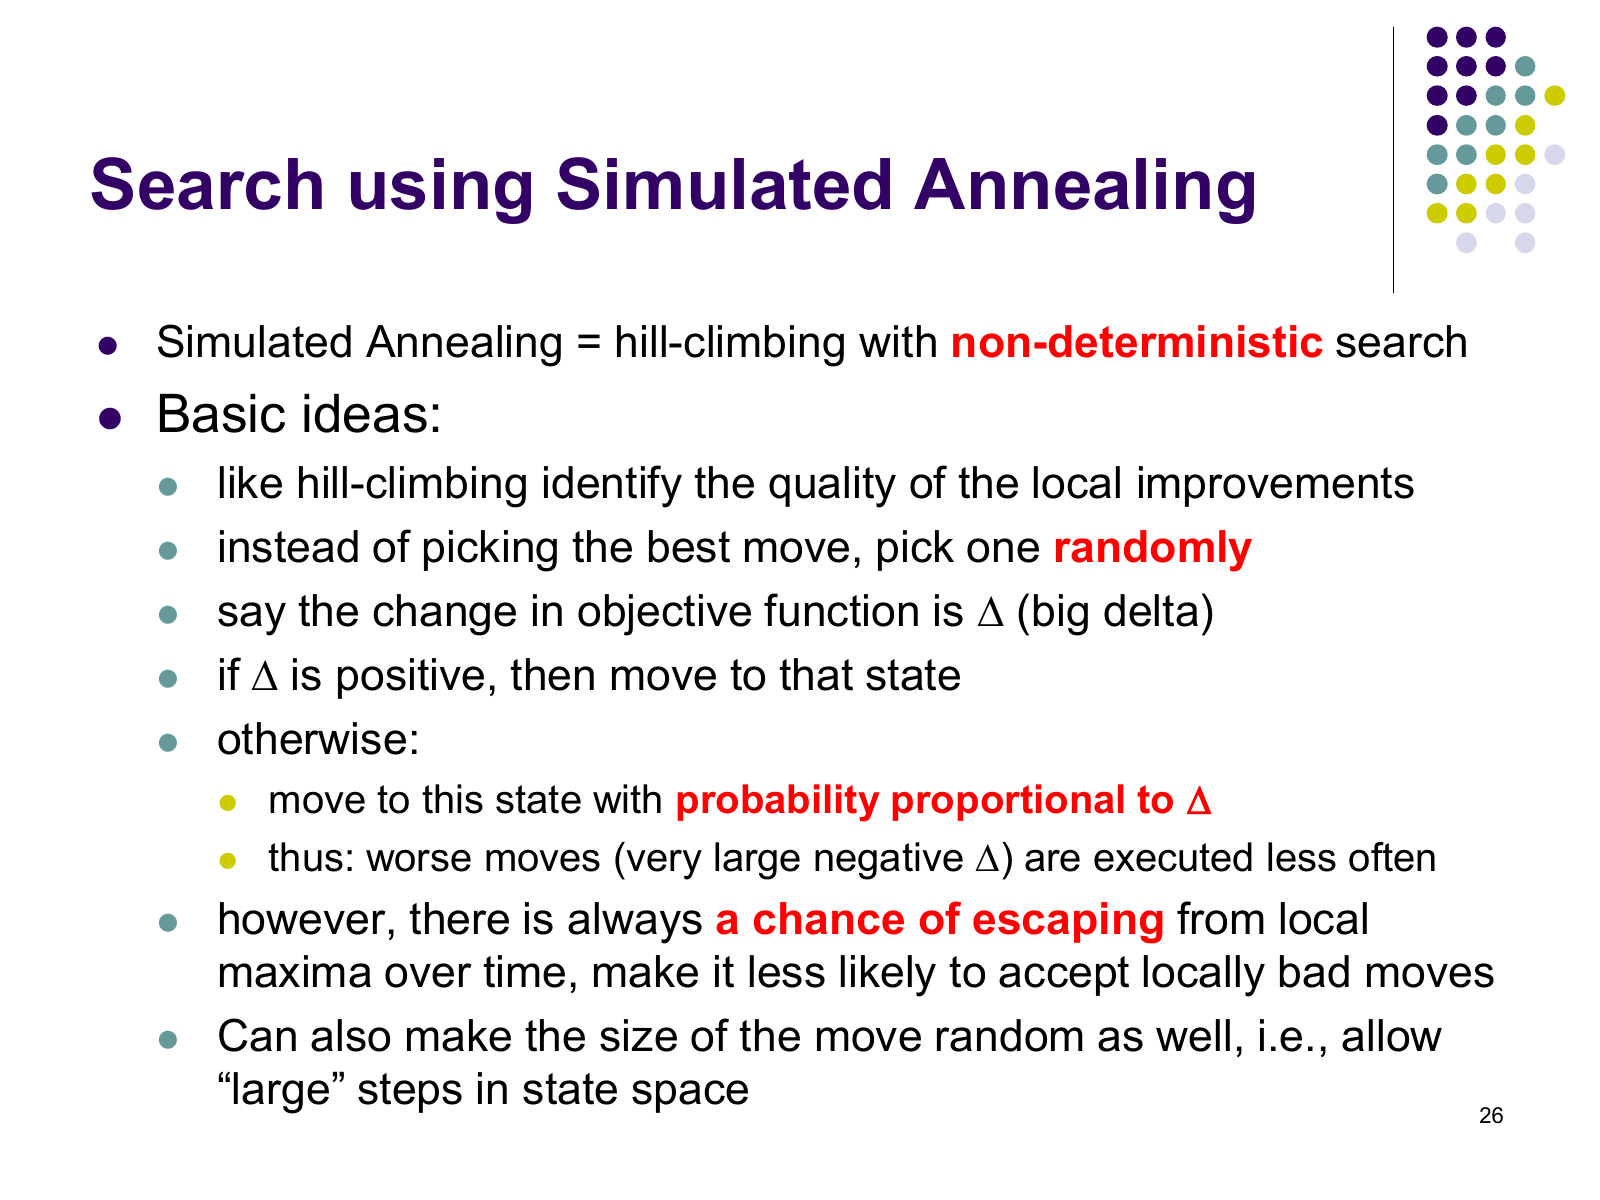 Search using Simulated Annealing
Simulated Annealing = hill-climbing with non-deterministic search
Basic ideas:
like hill-climbing identify the quality of the local improvements
instead of picking the best move, pick one randomly
say the change in objective function is Δ (big delta)
if Δ is positive, then move to that state
otherwise:
move to this state with probability proportional to Δ
thus: worse moves (very large negative Δ) are executed less often
however, there is always a chance of escaping from local
maxima over time, make it less likely to accept locally bad moves
Can also make the size of the move random as well, i.e., allow
“large” steps in state space
26